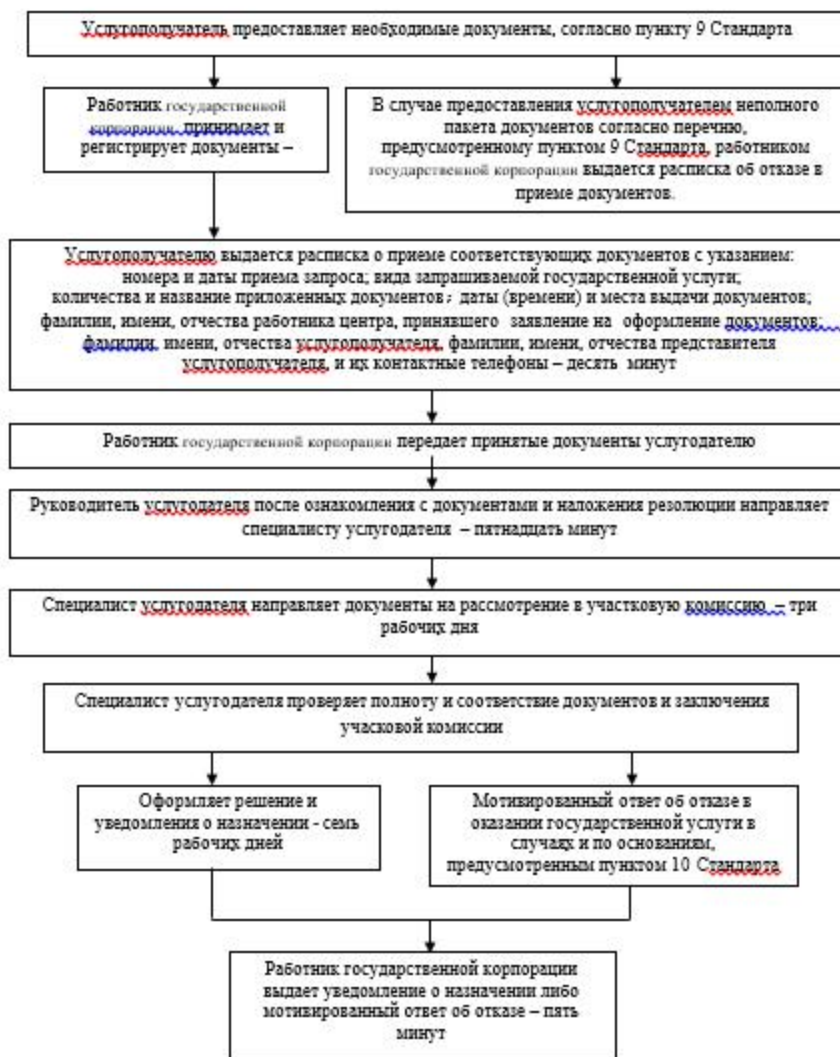 Услугополучатель предоставляет необходимые документы, согласно пункту 9 Стандарта
Работник государственной
корпорации принимает и
регистрирует документы –
В случае предоставления услугополучателем неполного
пакета документов согласно перечню,
предусмотренному пунктом 9 Стандарта, работником
государственной корпорации выдается расписка об отказе в
приеме документов.
Услугополучателю выдается расписка о приеме соответствующих документов с указанием:
номера и даты приема запроса; вида запрашиваемой государственной услуги;
количества и название приложенных документов; даты (времени) и места выдачи документов;
фамилии, имени, отчества работника центра, принявшего заявление на оформление документов;
фамилии, имени, отчества услугополучателя, фамилии, имени, отчества представителя
услугополучателя, и их контактные телефоны – десять минут
Работник государственной корпорации передает принятые документы услугодателю
Руководитель услугодателя после ознакомления с документами и наложения резолюции направляет
специалисту услугодателя – пятнадцать минут
Специалист услугодателя направляет документы на рассмотрение в участковую комиссию – три
рабочих дня
Специалист услугодателя проверяет полноту и соответствие документов и заключения
учасковой комиссии
Оформляет решение и
уведомления о назначении - семь
рабочих дней
Мотивированный ответ об отказе в
оказании государственной услуги в
случаях и по основаниям,
предусмотренным пунктом 10 Стандарта
Работник государственной корпорации
выдает уведомление о назначении либо
мотивированный ответ об отказе – пять
минут